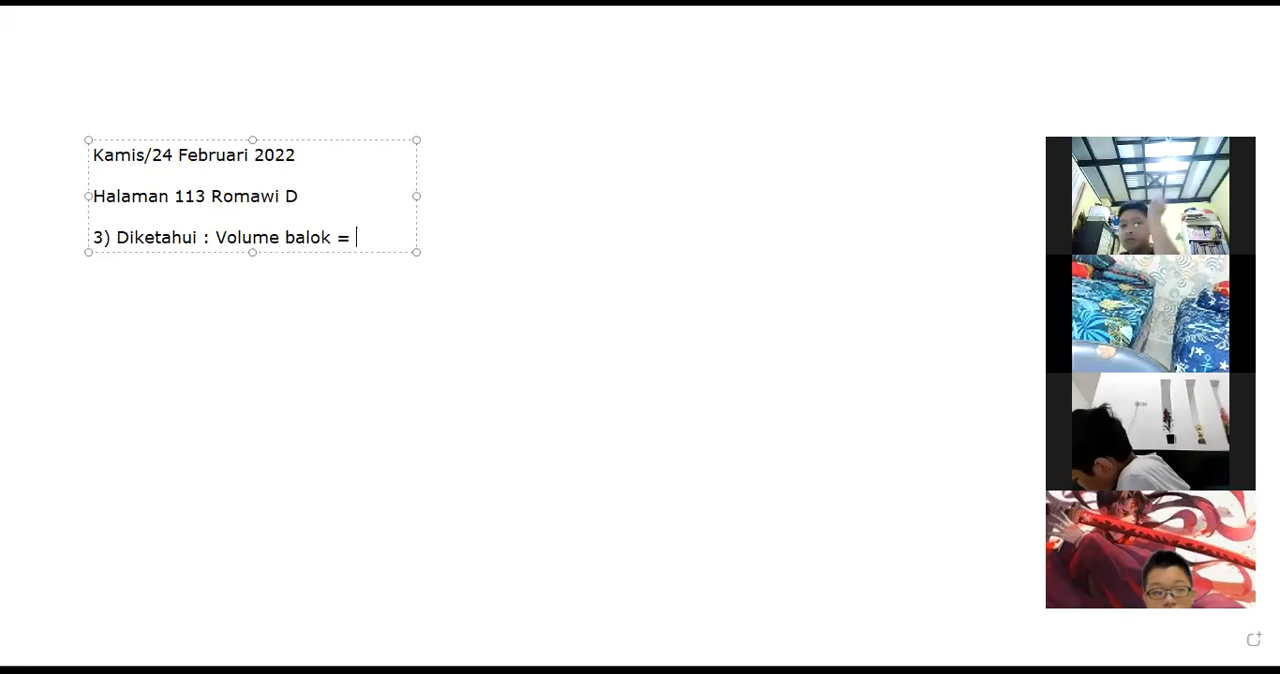 Kamis/24 Februari 2022
Halaman 113 Romawi D
3) Diketahui : Volume balok =